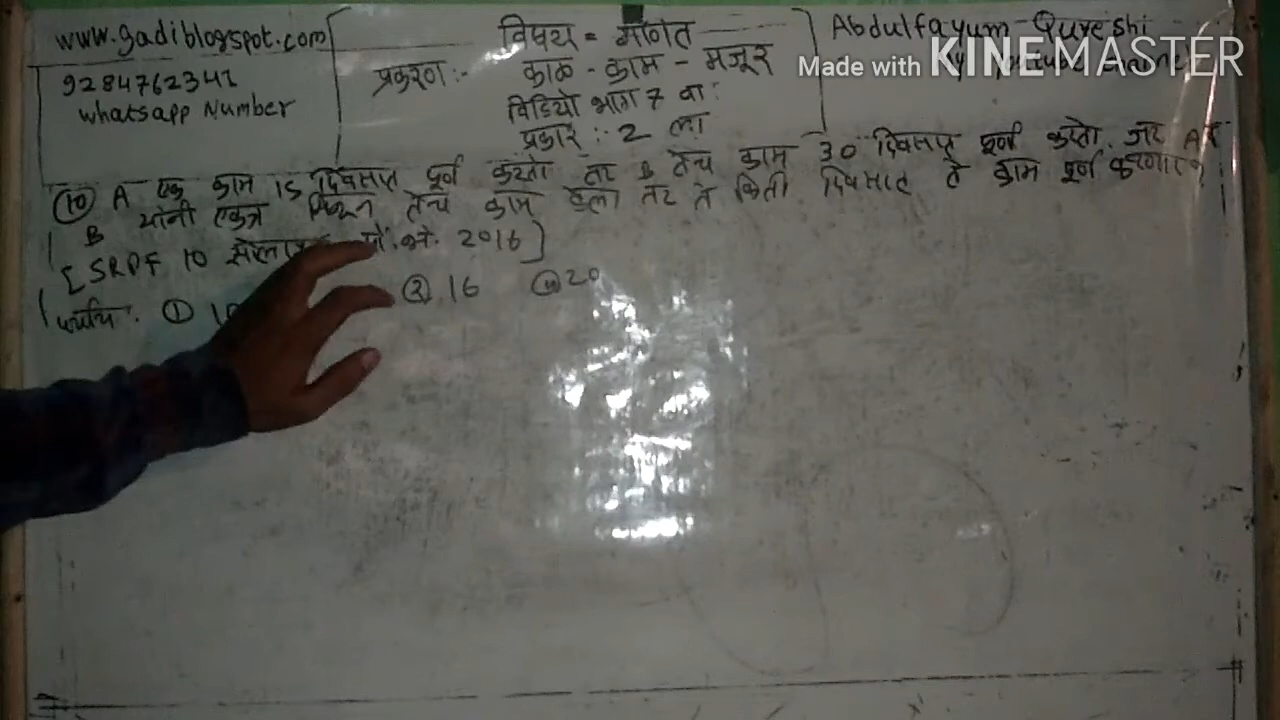 www.gadiblogspot.com
9284762341
whatsapp Number
विषय = गणित
प्रकरण :- काळ - काम - मजूर
विडियो भाग 7 वा :
प्रकार :- 2 ला
Abdulfayum - Qureshi
Made with KINEMASTER
(10) A एक काम 15 दिवसात पूर्ण करतो तर B तेच काम 30 दिवसात पूर्ण करतो. जर A व
B यांनी एकत्र मिळून तेच काम केला तर ते किती दिवसात ते काम पूर्ण करणार?
[SRPF 10 2016]
पर्याय : ① ③ 16 ④ 20